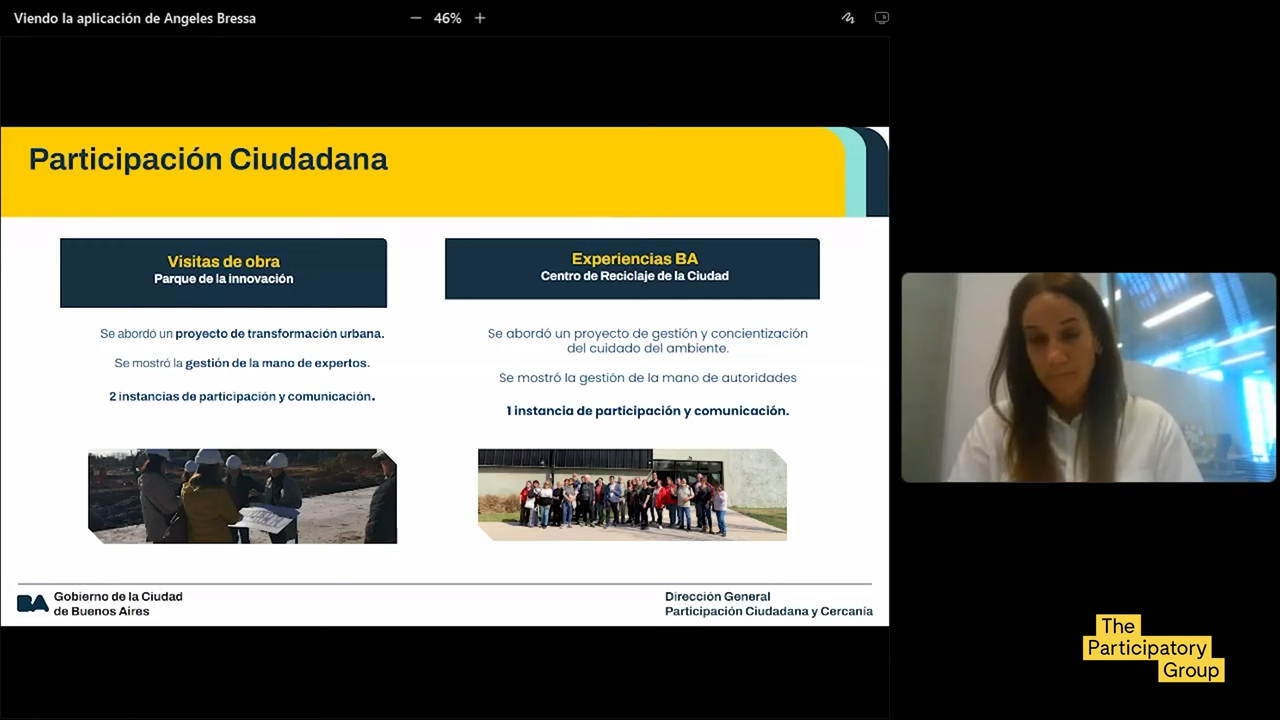 Viendo la aplicación de Angeles Bressa
46%
Participación Ciudadana
Visitas de obra
Parque de la innovación
Se abordó un proyecto de transformación urbana.
Se mostró la gestión de la mano de expertos.
2 instancias de participación y comunicación.
Experiencias BA
Centro de Reciclaje de la Ciudad
Se abordó un proyecto de gestión y concientización
del cuidado del ambiente.
Se mostró la gestión de la mano de autoridades
1 instancia de participación y comunicación.
BA Gobierno de la Ciudad
de Buenos Aires
Dirección General
Participación Ciudadana y Cercanía
The
Participatory
Group